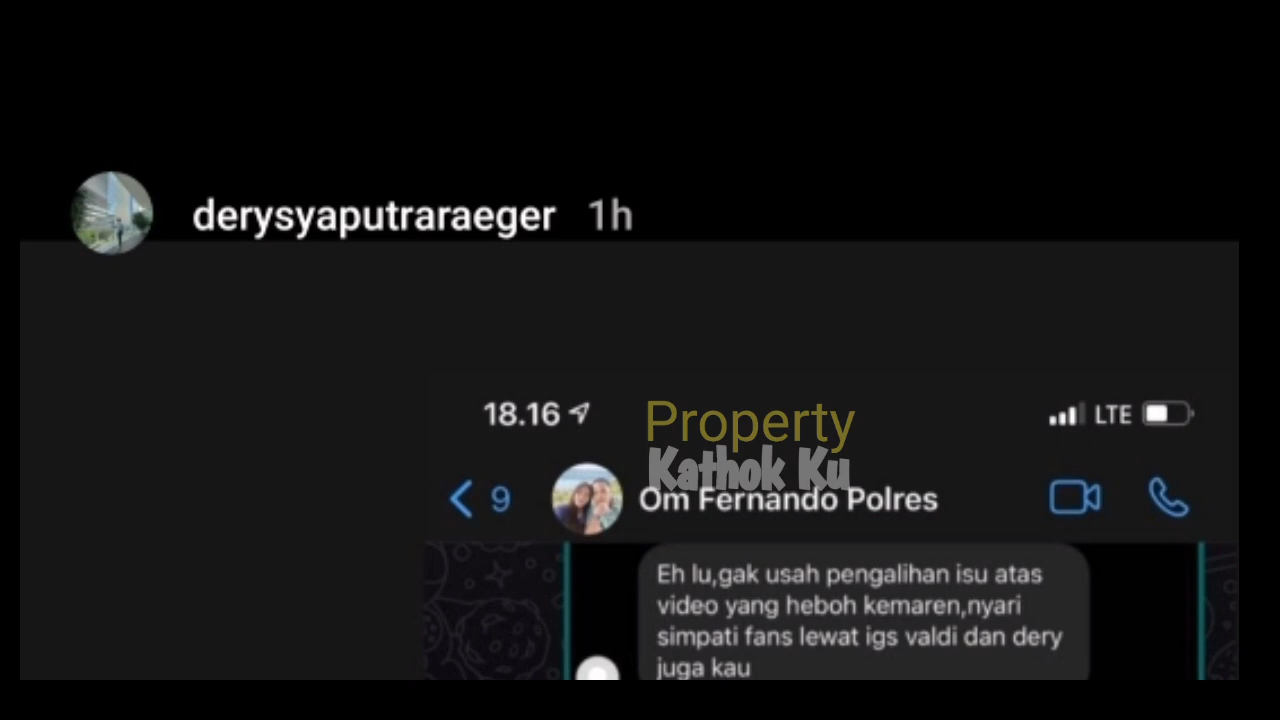 derysyaputraraeger 1h
18.16
LTE
Property
Kathok Ku
9
Om Fernando Polres
Eh lu,gak usah pengalihan isu atas
video yang heboh kemaren,nyari
simpati fans lewat igs valdi dan dery
juga kau